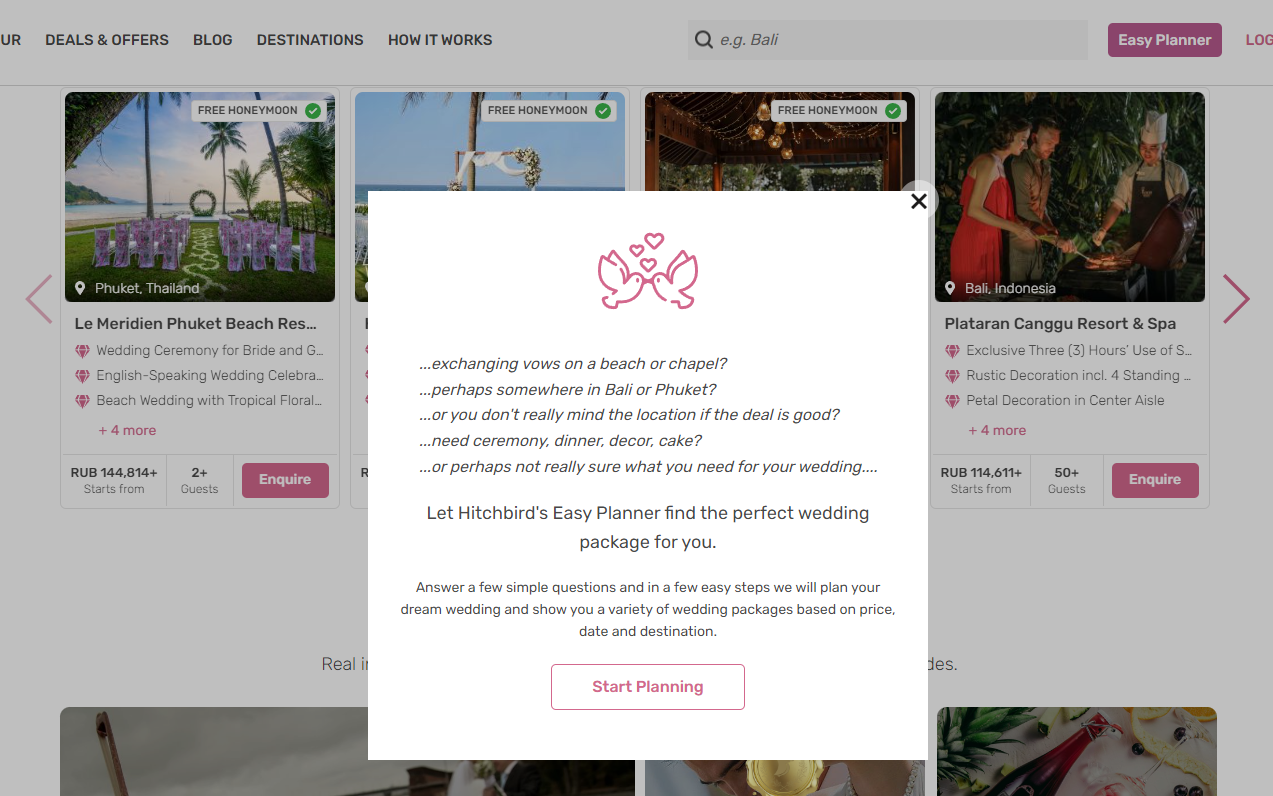 UR DEALS & OFFERS BLOG DESTINATIONS HOW IT WORKS e.g. Bali Easy Planner LOG
FREE HONEYMOON
FREE HONEYMOON
FREE HONEYMOON
Phuket, Thailand
Bali, Indonesia
Le Meridien Phuket Beach Res...
Wedding Ceremony for Bride and G...
English-Speaking Wedding Celebra...
Beach Wedding with Tropical Floral...
+ 4 more
RUB 144,814+
Starts from
2+
Guests
Enquire
Plataran Canggu Resort & Spa
Exclusive Three (3) Hours' Use of S...
Rustic Decoration incl. 4 Standing ...
Petal Decoration in Center Aisle
+ 4 more
RUB 114,611+
Starts from
50+
Guests
Enquire
...exchanging vows on a beach or chapel?
...perhaps somewhere in Bali or Phuket?
...or you don't really mind the location if the deal is good?
...need ceremony, dinner, decor, cake?
...or perhaps not really sure what you need for your wedding....
Let Hitchbird's Easy Planner find the perfect wedding
package for you.
Answer a few simple questions and in a few easy steps we will plan your
dream wedding and show you a variety of wedding packages based on price,
date and destination.
Start Planning
Real
des.